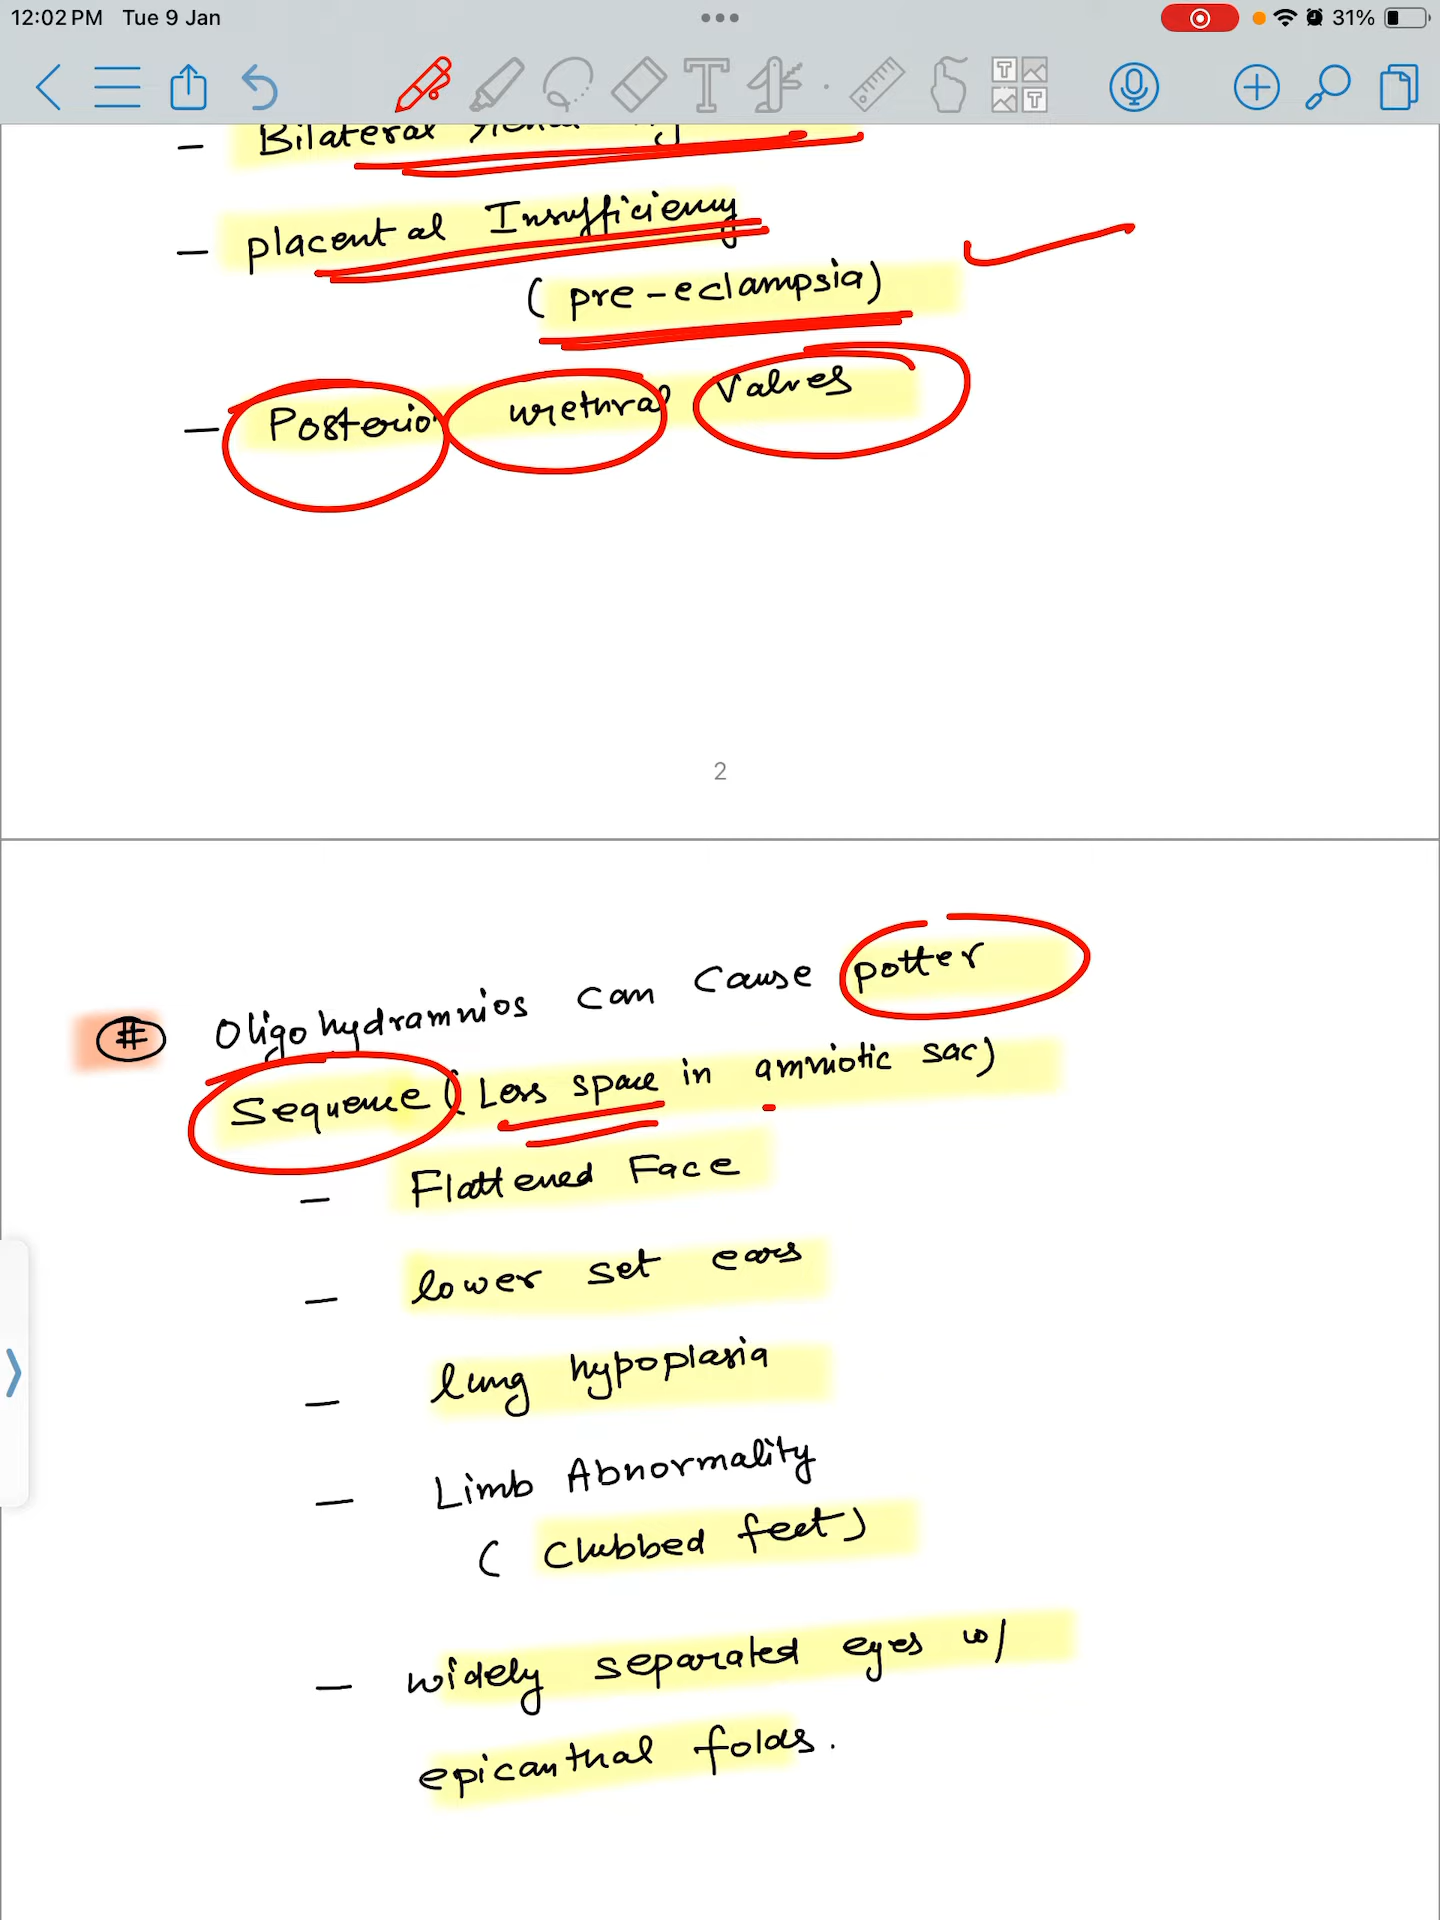 12:02 PM Tue 9 Jan
31%
T
T
T
- Bilateral
- placental Insufficiency
(pre-eclampsia)
- Posterior urethral Valves
2
# Oligohydramnios can cause potter
Sequence (Less space in amniotic sac)
- Flattened Face
- lower set ears
- lung hypoplasia
- Limb Abnormality
(Clubbed feet)
- widely separated eyes w/
epicanthal folds.